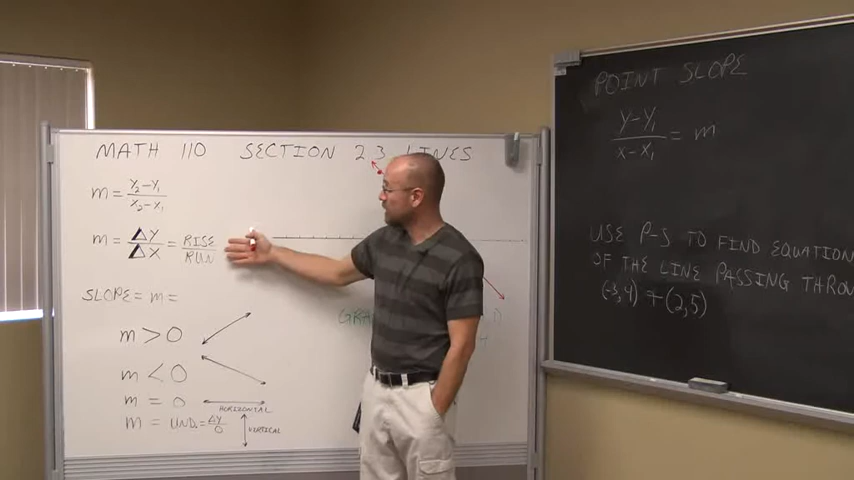 MATH 110 SECTION 2.3 LINES
m = Y₂-Y₁ / X₂-X₁
m = ΔY / ΔX = RISE / RUN
SLOPE = m =
m > 0
m < 0
m = 0
HORIZONTAL
m = UND. = ΔY / 0
VERTICAL
GRA
POINT SLOPE
Y-Y₁ / X-X₁ = m
USE P-S TO FIND EQUATION
OF THE LINE PASSING THROU
(-3,4) + (2,5)